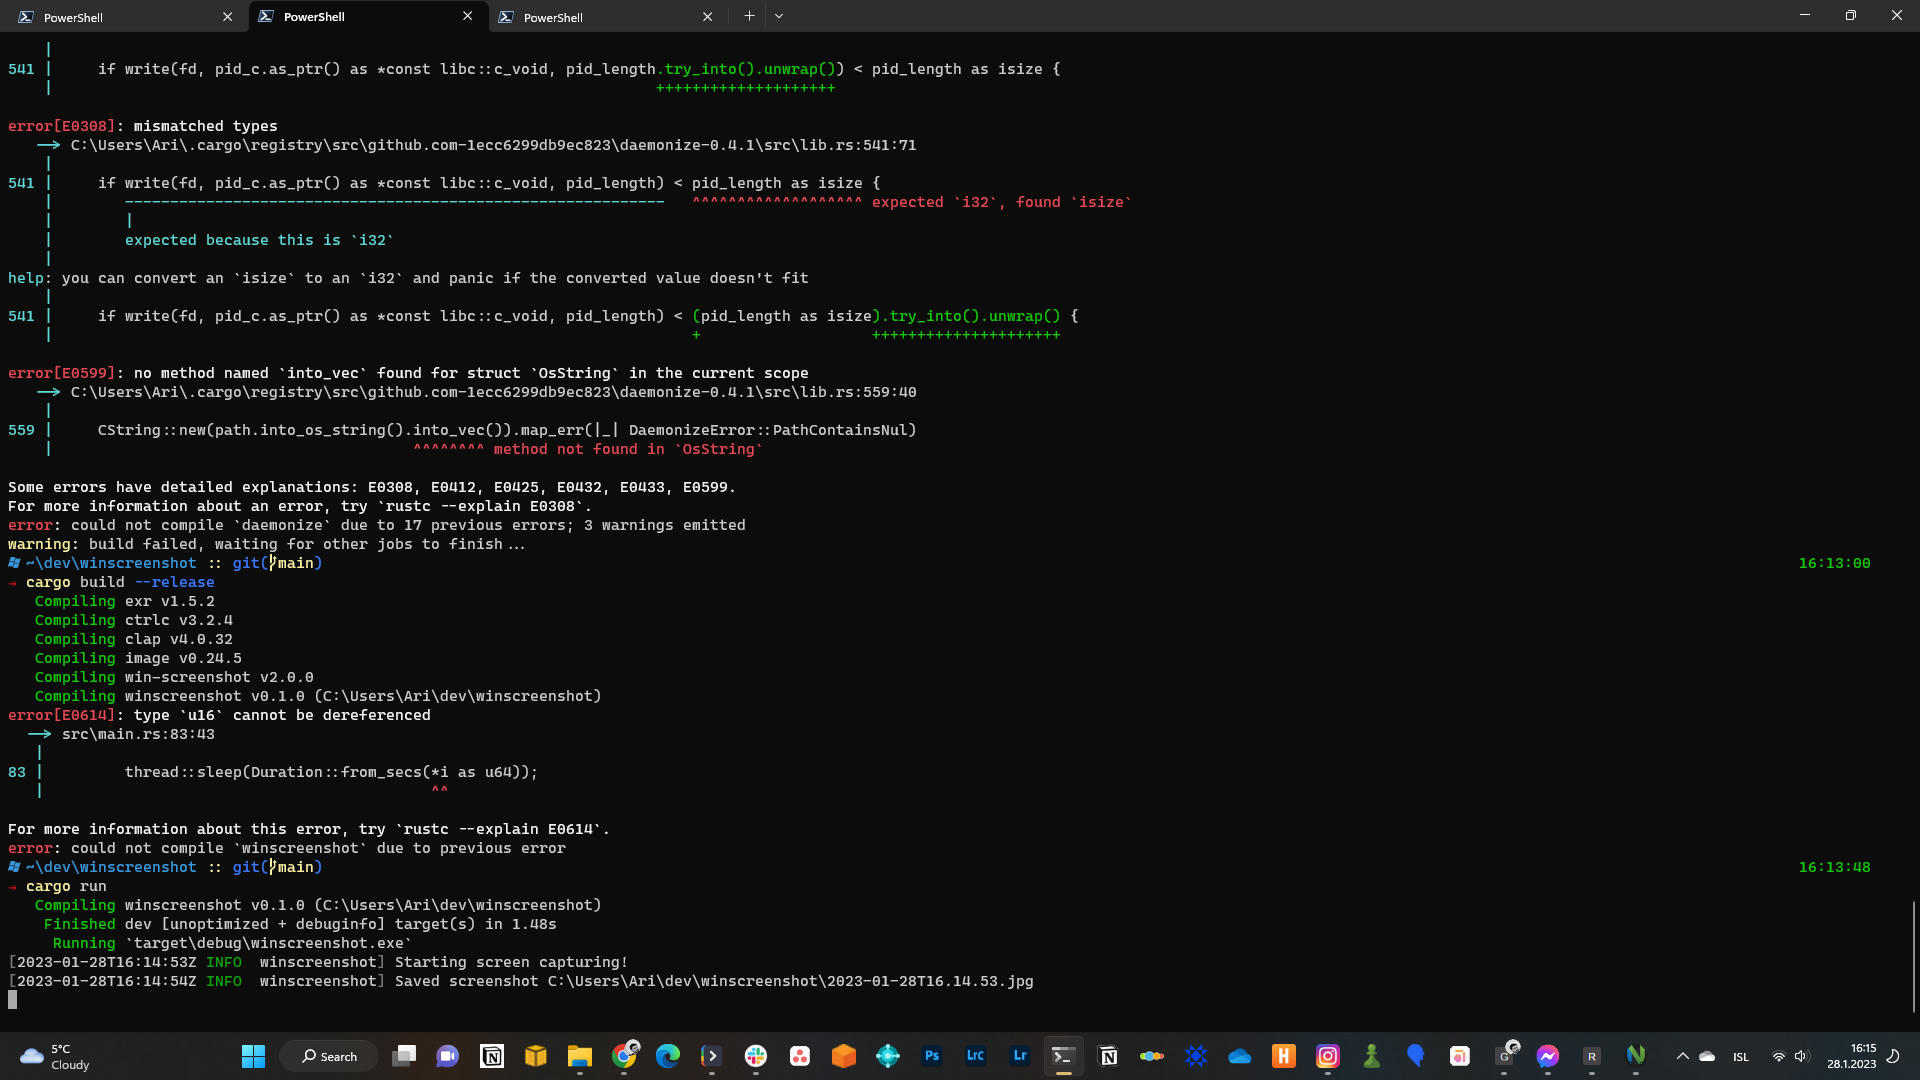 PowerShell
PowerShell
PowerShell
541 |     if write(fd, pid_c.as_ptr() as *const libc::c_void, pid_length.try_into().unwrap()) < pid_length as isize {
++++++++++++++++++++
error[E0308]: mismatched types
--> C:\Users\Ari\.cargo\registry\src\github.com-1ecc6299db9ec823\daemonize-0.4.1\src\lib.rs:541:71
541 |     if write(fd, pid_c.as_ptr() as *const libc::c_void, pid_length) < pid_length as isize {
|        ------------------------------------------------------------   ^^^^^^^^^^^^^^^^^^^ expected `i32`, found `isize`
|        |
|        expected because this is `i32`
help: you can convert an `isize` to an `i32` and panic if the converted value doesn't fit
541 |     if write(fd, pid_c.as_ptr() as *const libc::c_void, pid_length) < (pid_length as isize).try_into().unwrap() {
+                   +++++++++++++++++++++
error[E0599]: no method named `into_vec` found for struct `OsString` in the current scope
--> C:\Users\Ari\.cargo\registry\src\github.com-1ecc6299db9ec823\daemonize-0.4.1\src\lib.rs:559:40
559 |     CString::new(path.into_os_string().into_vec()).map_err(|_| DaemonizeError::PathContainsNul)
|                                        ^^^^^^^^ method not found in `OsString`
Some errors have detailed explanations: E0308, E0412, E0425, E0432, E0433, E0599.
For more information about an error, try `rustc --explain E0308`.
error: could not compile `daemonize` due to 17 previous errors; 3 warnings emitted
warning: build failed, waiting for other jobs to finish...
~\dev\winscreenshot :: git(main) 16:13:00
→ cargo build --release
Compiling exr v1.5.2
Compiling ctrlc v3.2.4
Compiling clap v4.0.32
Compiling image v0.24.5
Compiling win-screenshot v2.0.0
Compiling winscreenshot v0.1.0 (C:\Users\Ari\dev\winscreenshot)
error[E0614]: type `u16` cannot be dereferenced
--> src\main.rs:83:43
83 |         thread::sleep(Duration::from_secs(*i as u64));
|                                           ^^
For more information about this error, try `rustc --explain E0614`.
error: could not compile `winscreenshot` due to previous error
~\dev\winscreenshot :: git(main) 16:13:48
→ cargo run
Compiling winscreenshot v0.1.0 (C:\Users\Ari\dev\winscreenshot)
Finished dev [unoptimized + debuginfo] target(s) in 1.48s
Running `target\debug\winscreenshot.exe`
[2023-01-28T16:14:53Z INFO  winscreenshot] Starting screen capturing!
[2023-01-28T16:14:54Z INFO  winscreenshot] Saved screenshot C:\Users\Ari\dev\winscreenshot\2023-01-28T16.14.53.jpg
5°C
Cloudy
Search
Ps
LrC
Lr
H
G
R
ISL
16:15
28.1.2023